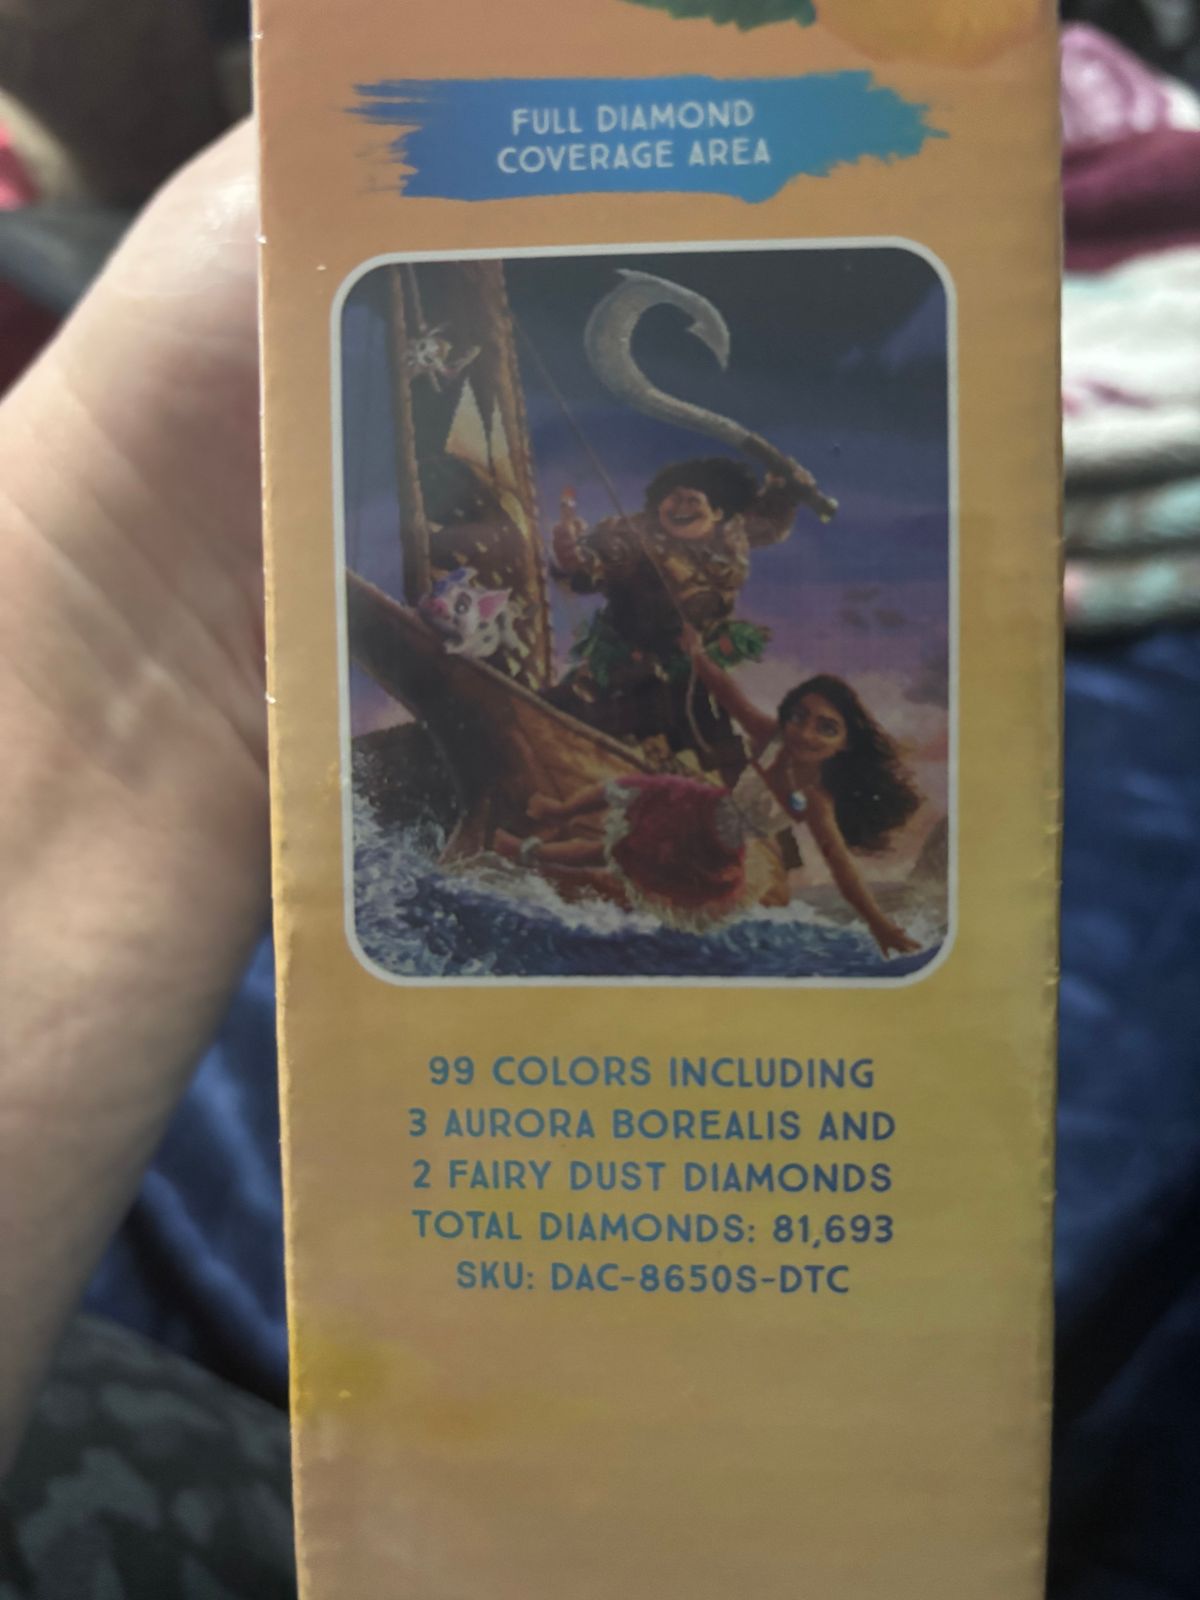 FULL DIAMOND
COVERAGE AREA
99 COLORS INCLUDING
3 AURORA BOREALIS AND
2 FAIRY DUST DIAMONDS
TOTAL DIAMONDS: 81,693
SKU: DAC-8650S-DTC